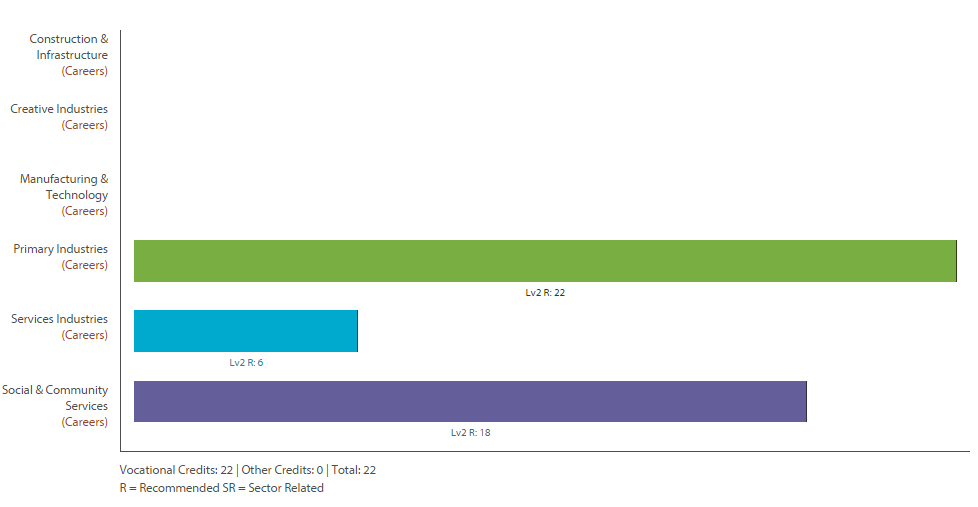 Construction &
Infrastructure
(Careers)
Creative Industries
(Careers)
Manufacturing &
Technology
(Careers)
Primary Industries
(Careers)
Lv2 R: 22
Services Industries
(Careers)
Lv2 R: 6
Social & Community
Services
(Careers)
Lv2 R: 18
Vocational Credits: 22 | Other Credits: 0 | Total: 22
R = Recommended SR = Sector Related